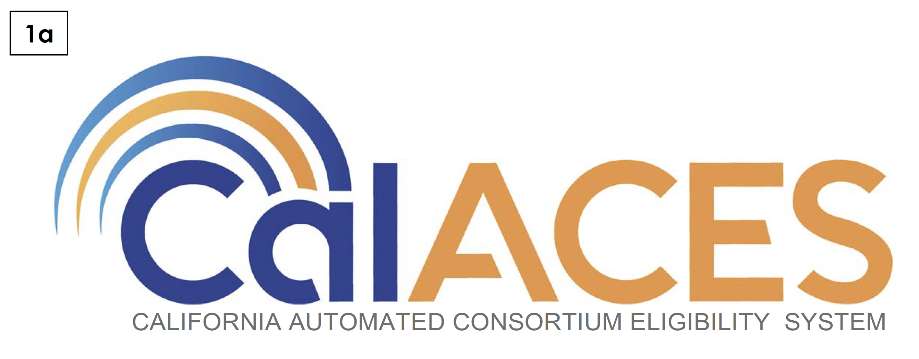 1a
CalACES
CALIFORNIA AUTOMATED CONSORTIUM ELIGIBILITY SYSTEM